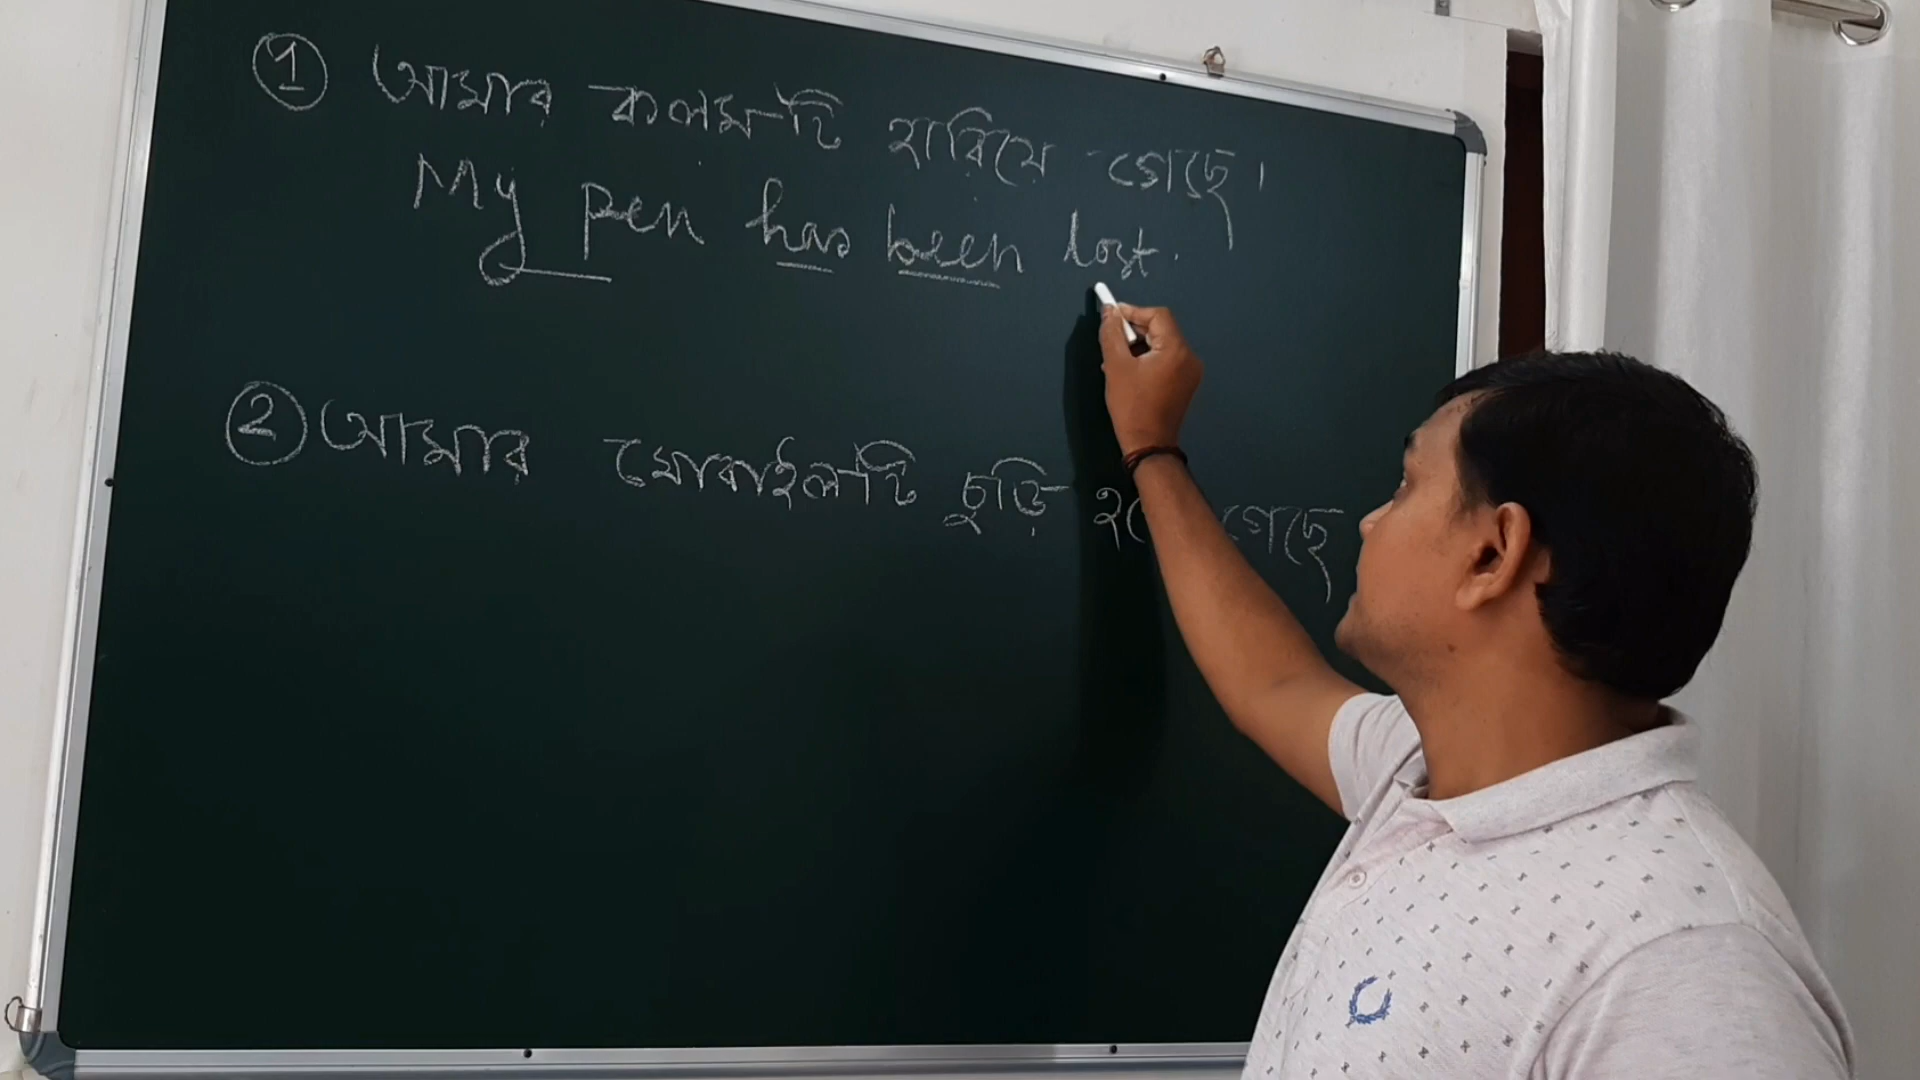 ① আমার কলমটি হারিয়ে গেছে।
My pen has been lost.
② আমার মোবাইলটি চুড়ি গেছে